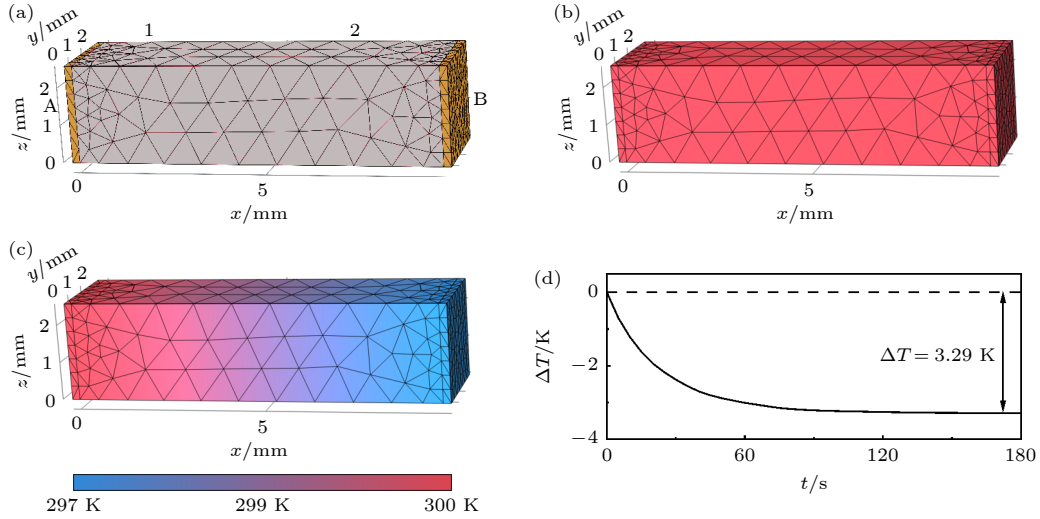 (a)
y/mm
0 1 2
1
2
2
1
0
z/mm
A
B
0
5
x/mm
(b)
y/mm
0 1 2
2
1
0
z/mm
0
5
x/mm
(c)
y/mm
0 1 2
2
1
0
z/mm
0
5
x/mm
297 K
299 K
300 K
(d)
0
−2
−4
ΔT/K
ΔT = 3.29 K
0
60
120
180
t/s